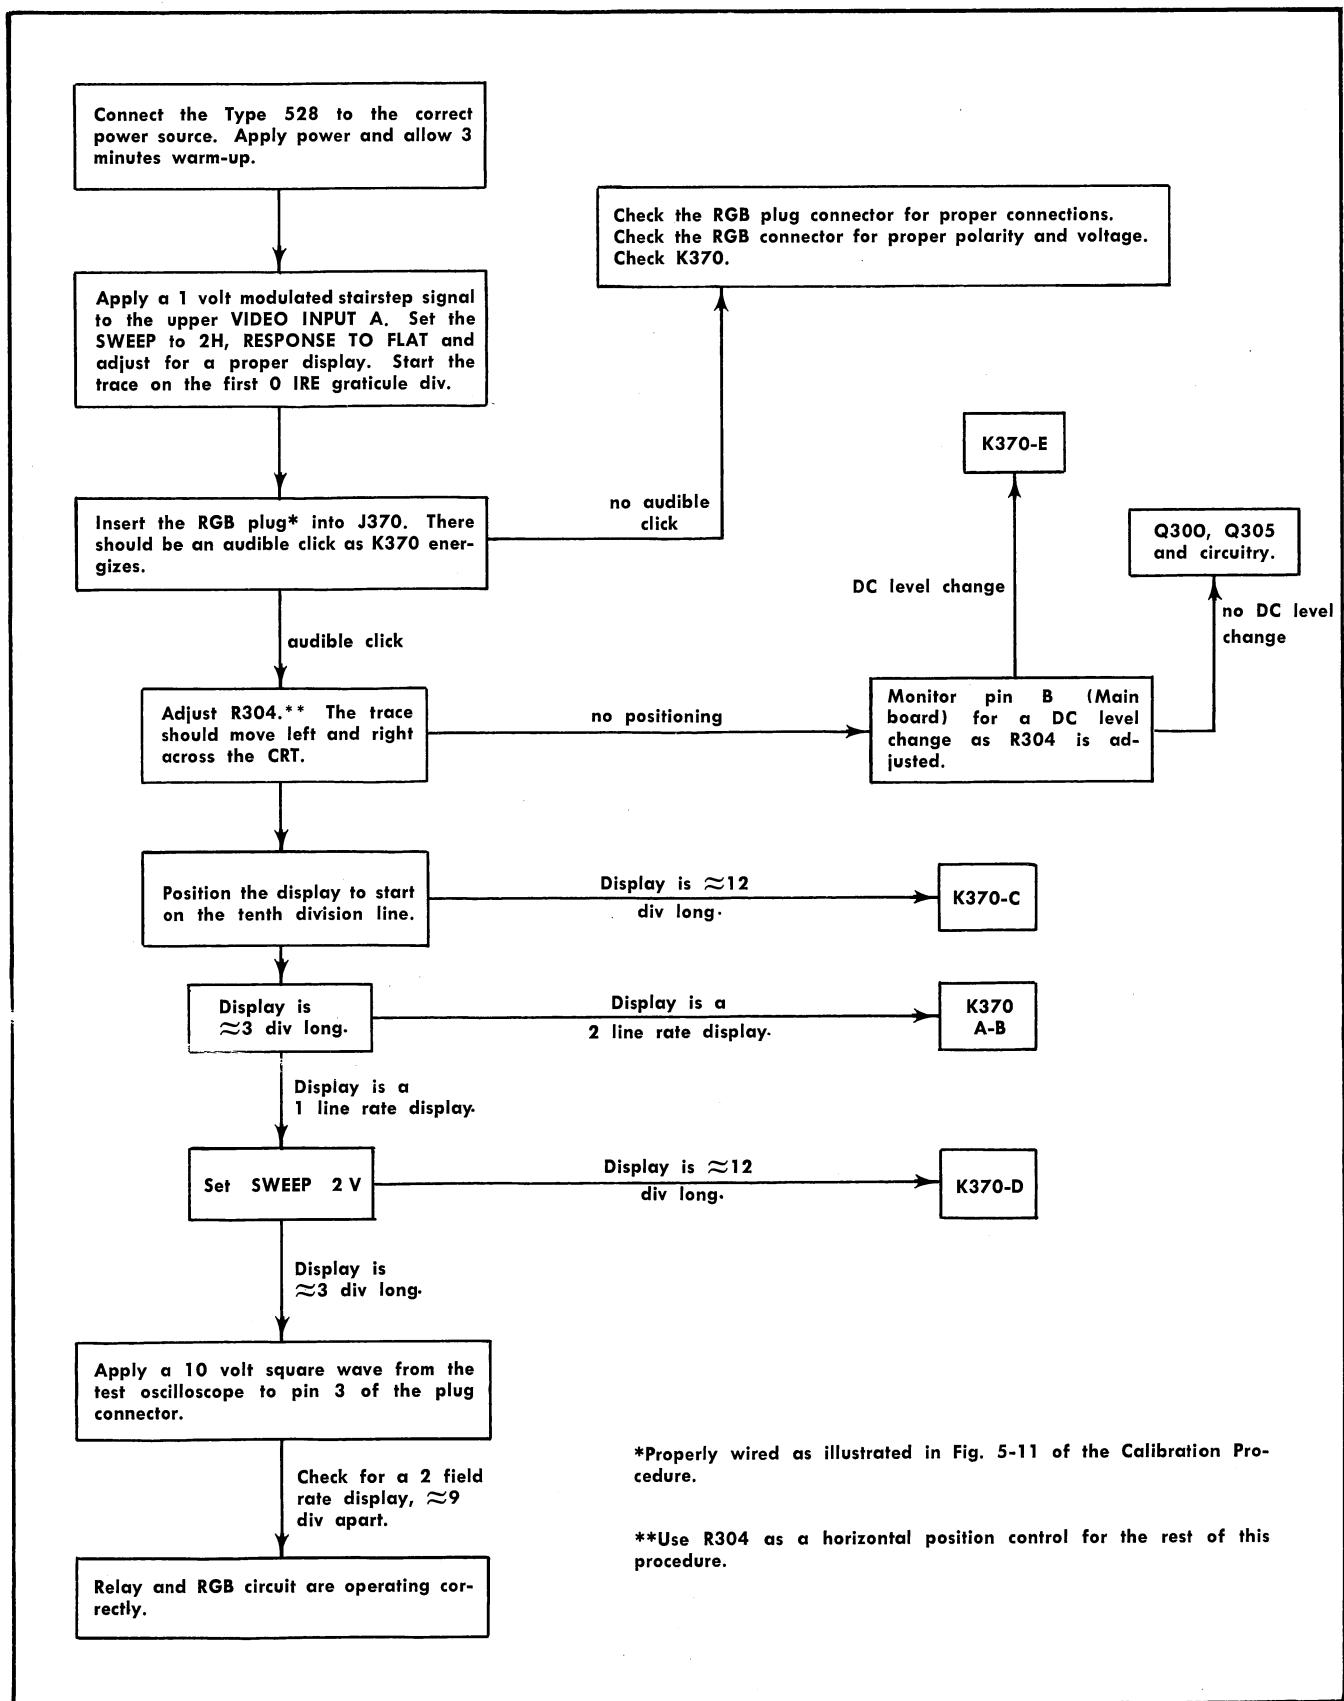 Connect the Type 528 to the correct
power source. Apply power and allow 3
minutes warm-up.
Check the RGB plug connector for proper connections.
Check the RGB connector for proper polarity and voltage.
Check K370.
Apply a 1 volt modulated stairstep signal
to the upper VIDEO INPUT A. Set the
SWEEP to 2H, RESPONSE TO FLAT and
adjust for a proper display. Start the
trace on the first 0 IRE graticule div.
K370-E
no audible
click
Insert the RGB plug* into J370. There
should be an audible click as K370 ener-
gizes.
Q300, Q305
and circuitry.
DC level change
no DC level
change
audible click
Adjust R304.** The trace
should move left and right
across the CRT.
no positioning
Monitor pin B (Main
board) for a DC level
change as R304 is ad-
justed.
Position the display to start
on the tenth division line.
Display is ≈12
div long.
K370-C
Display is
≈3 div long.
Display is a
2 line rate display.
K370
A-B
Display is a
1 line rate display.
Set SWEEP 2 V
Display is ≈12
div long.
K370-D
Display is
≈3 div long.
Apply a 10 volt square wave from the
test oscilloscope to pin 3 of the plug
connector.
Check for a 2 field
rate display, ≈9
div apart.
*Properly wired as illustrated in Fig. 5-11 of the Calibration Pro-
cedure.
**Use R304 as a horizontal position control for the rest of this
procedure.
Relay and RGB circuit are operating cor-
rectly.